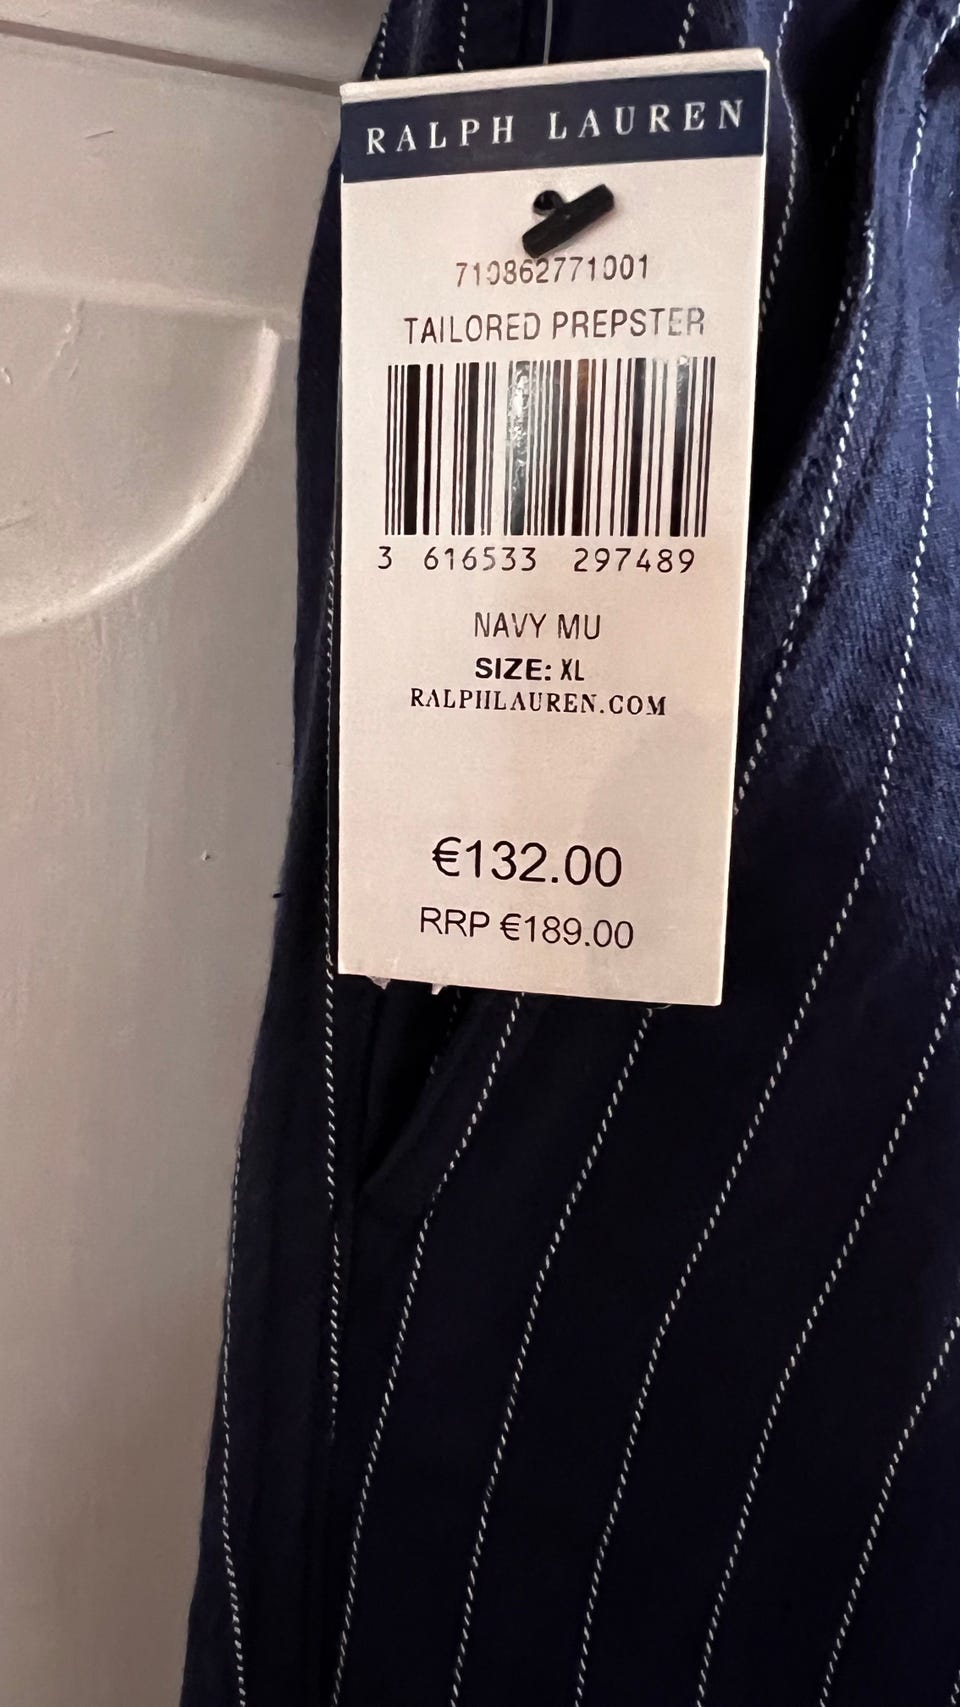 RALPH LAUREN
710862771001
TAILORED PREPSTER
3 616533 297489
NAVY MU
SIZE: XL
RALPHLAUREN.COM
€132.00
RRP €189.00